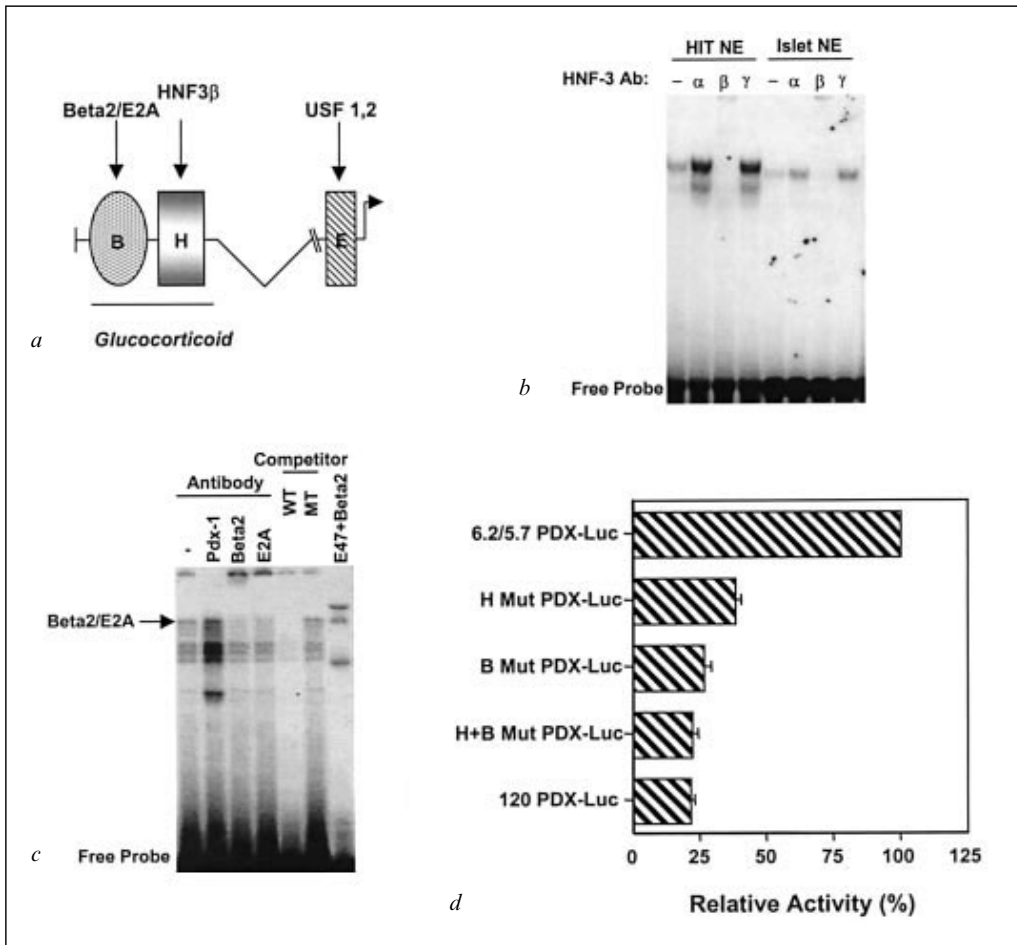 HNF3β
Beta2/E2A
USF 1,2
B
H
E
Glucocorticoid
a
HIT NE
Islet NE
HNF-3 Ab:
– α β γ – α β γ
Free Probe
b
Competitor
Antibody
- Pdx-1 Beta2 E2A WT MT E47+Beta2
Beta2/E2A
Free Probe
c
6.2/5.7 PDX-Luc
H Mut PDX-Luc
B Mut PDX-Luc
H+B Mut PDX-Luc
120 PDX-Luc
0 25 50 75 100 125
Relative Activity (%)
d